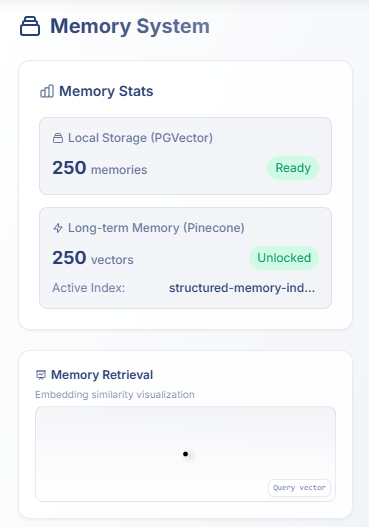 Memory System
Memory Stats
Local Storage (PGVector)
250 memories
Ready
Long-term Memory (Pinecone)
250 vectors
Unlocked
Active Index: structured-memory-ind...
Memory Retrieval
Embedding similarity visualization
Query vector